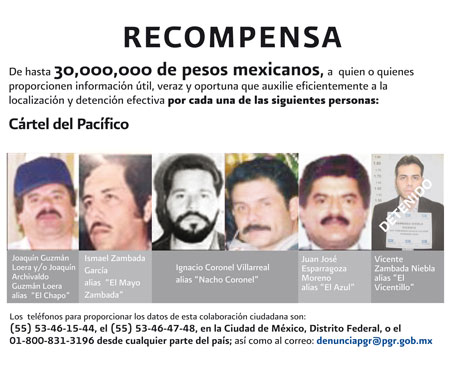 RECOMPENSA
De hasta 30,000,000 de pesos mexicanos, a quien o quienes
proporcionen información útil, veraz y oportuna que auxilie eficientemente a la
localización y detención efectiva por cada una de las siguientes personas:
Cártel del Pacífico
Joaquín Guzmán
Loera y/o Joaquín
Archivaldo
Guzmán Loera
alias "El Chapo"
Ismael Zambada
García
alias "El Mayo
Zambada"
Ignacio Coronel Villarreal
alias "Nacho Coronel"
Juan José
Esparragoza
Moreno
alias "El Azul"
DETENIDO
Vicente
Zambada Niebla
alias "El
Vicentillo"
Los teléfonos para proporcionar los datos de esta colaboración ciudadana son:
(55) 53-46-15-44, el (55) 53-46-47-48, en la Ciudad de México, Distrito Federal, o el
01-800-831-3196 desde cualquier parte del país; así como al correo: denunciapgr@pgr.gob.mx